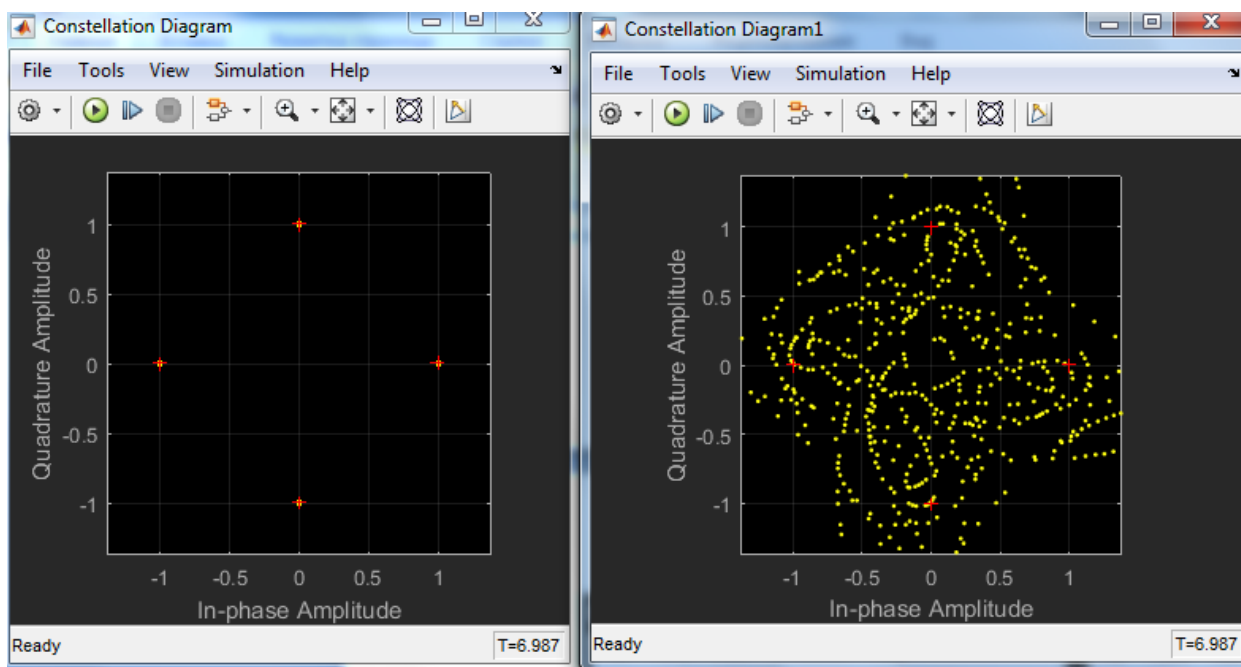 Constellation Diagram
File Tools View Simulation Help
1
0.5
0
-0.5
-1
Quadrature Amplitude
-1 -0.5 0 0.5 1
In-phase Amplitude
Ready T=6.987
Constellation Diagram1
File Tools View Simulation Help
1
0.5
0
-0.5
-1
Quadrature Amplitude
-1 -0.5 0 0.5 1
In-phase Amplitude
Ready T=6.987